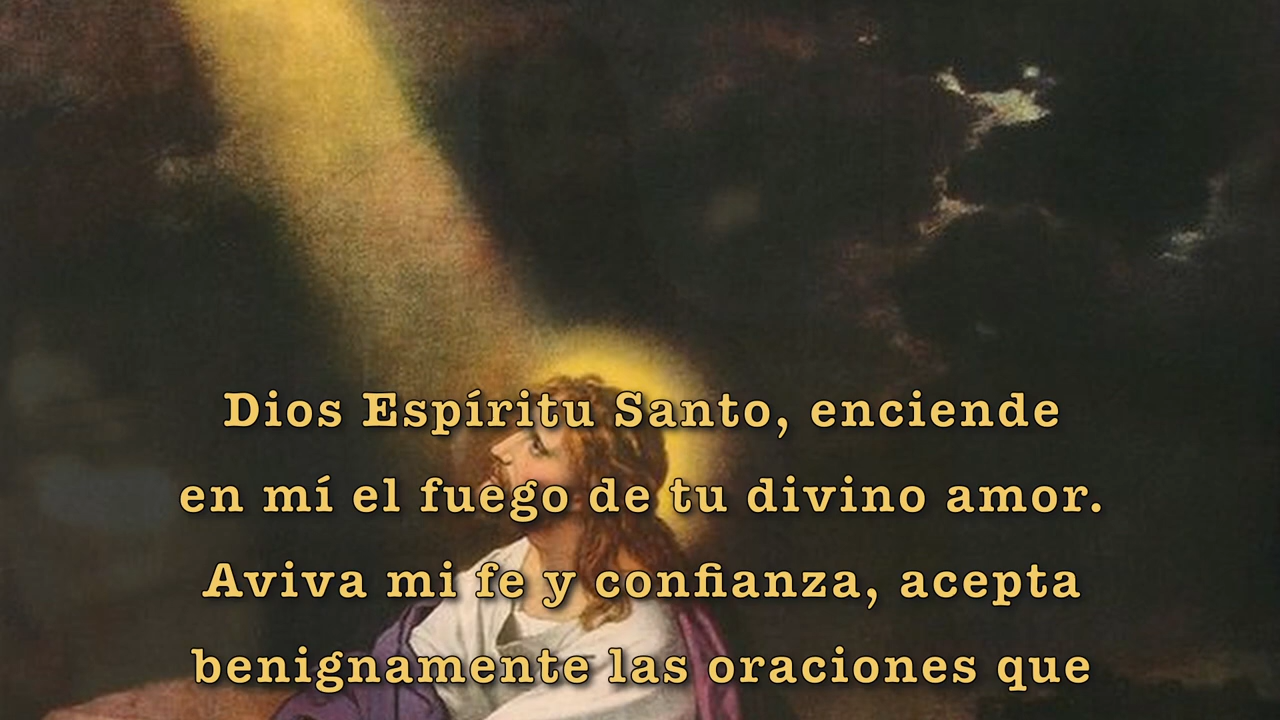 Dios Espíritu Santo, enciende
en mí el fuego de tu divino amor.
Aviva mi fe y confianza, acepta
benignamente las oraciones que